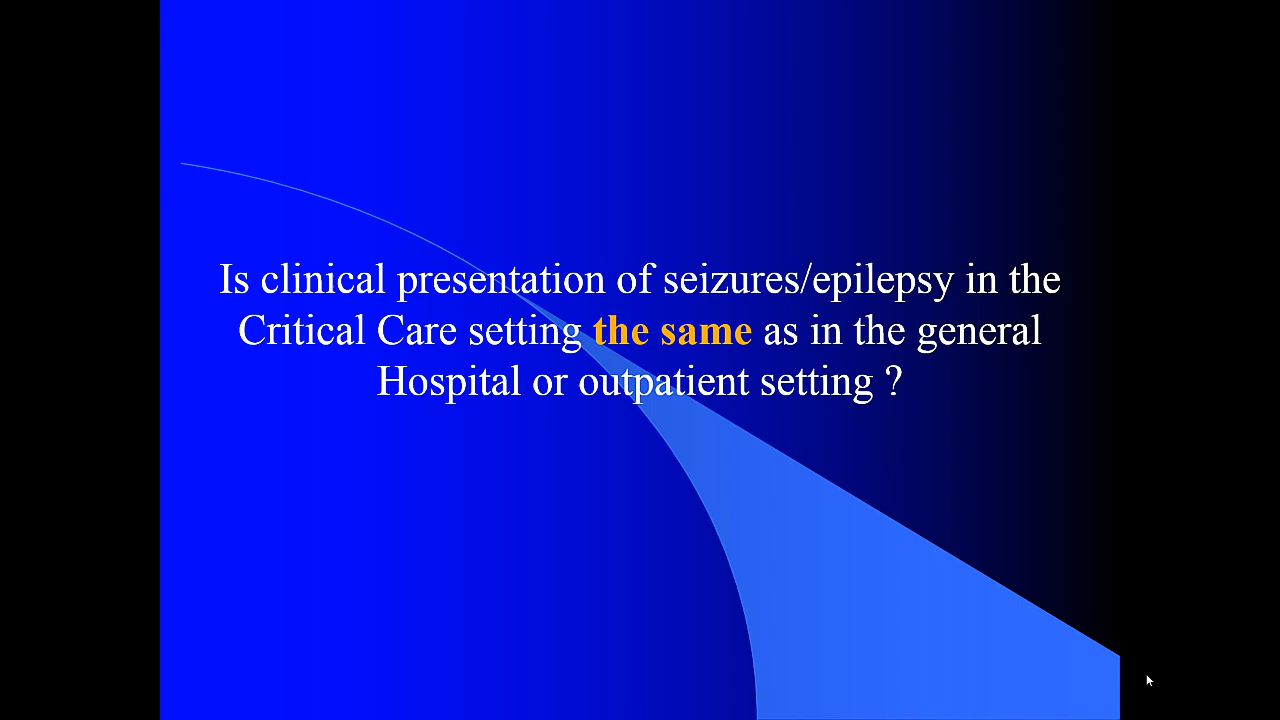 Is clinical presentation of seizures/epilepsy in the
Critical Care setting the same as in the general
Hospital or outpatient setting ?